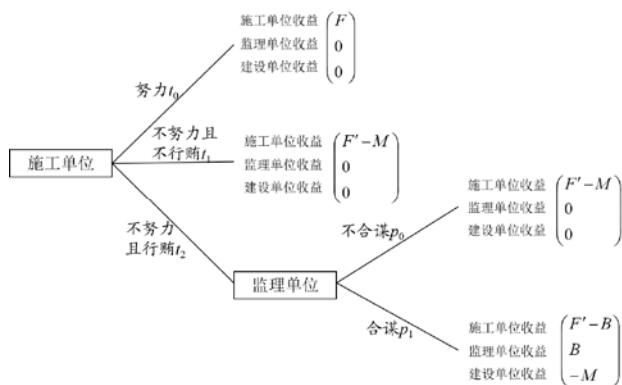 施工单位收益 F
监理单位收益 0
建设单位收益 0
努力t₀
不努力且
不行贿t₁
施工单位收益 F′−M
监理单位收益 0
建设单位收益 0
施工单位
不努力
且行贿t₂
监理单位
不合谋p₀
施工单位收益 F′−M
监理单位收益 0
建设单位收益 0
合谋p₁
施工单位收益 F′−B
监理单位收益 B
建设单位收益 −M